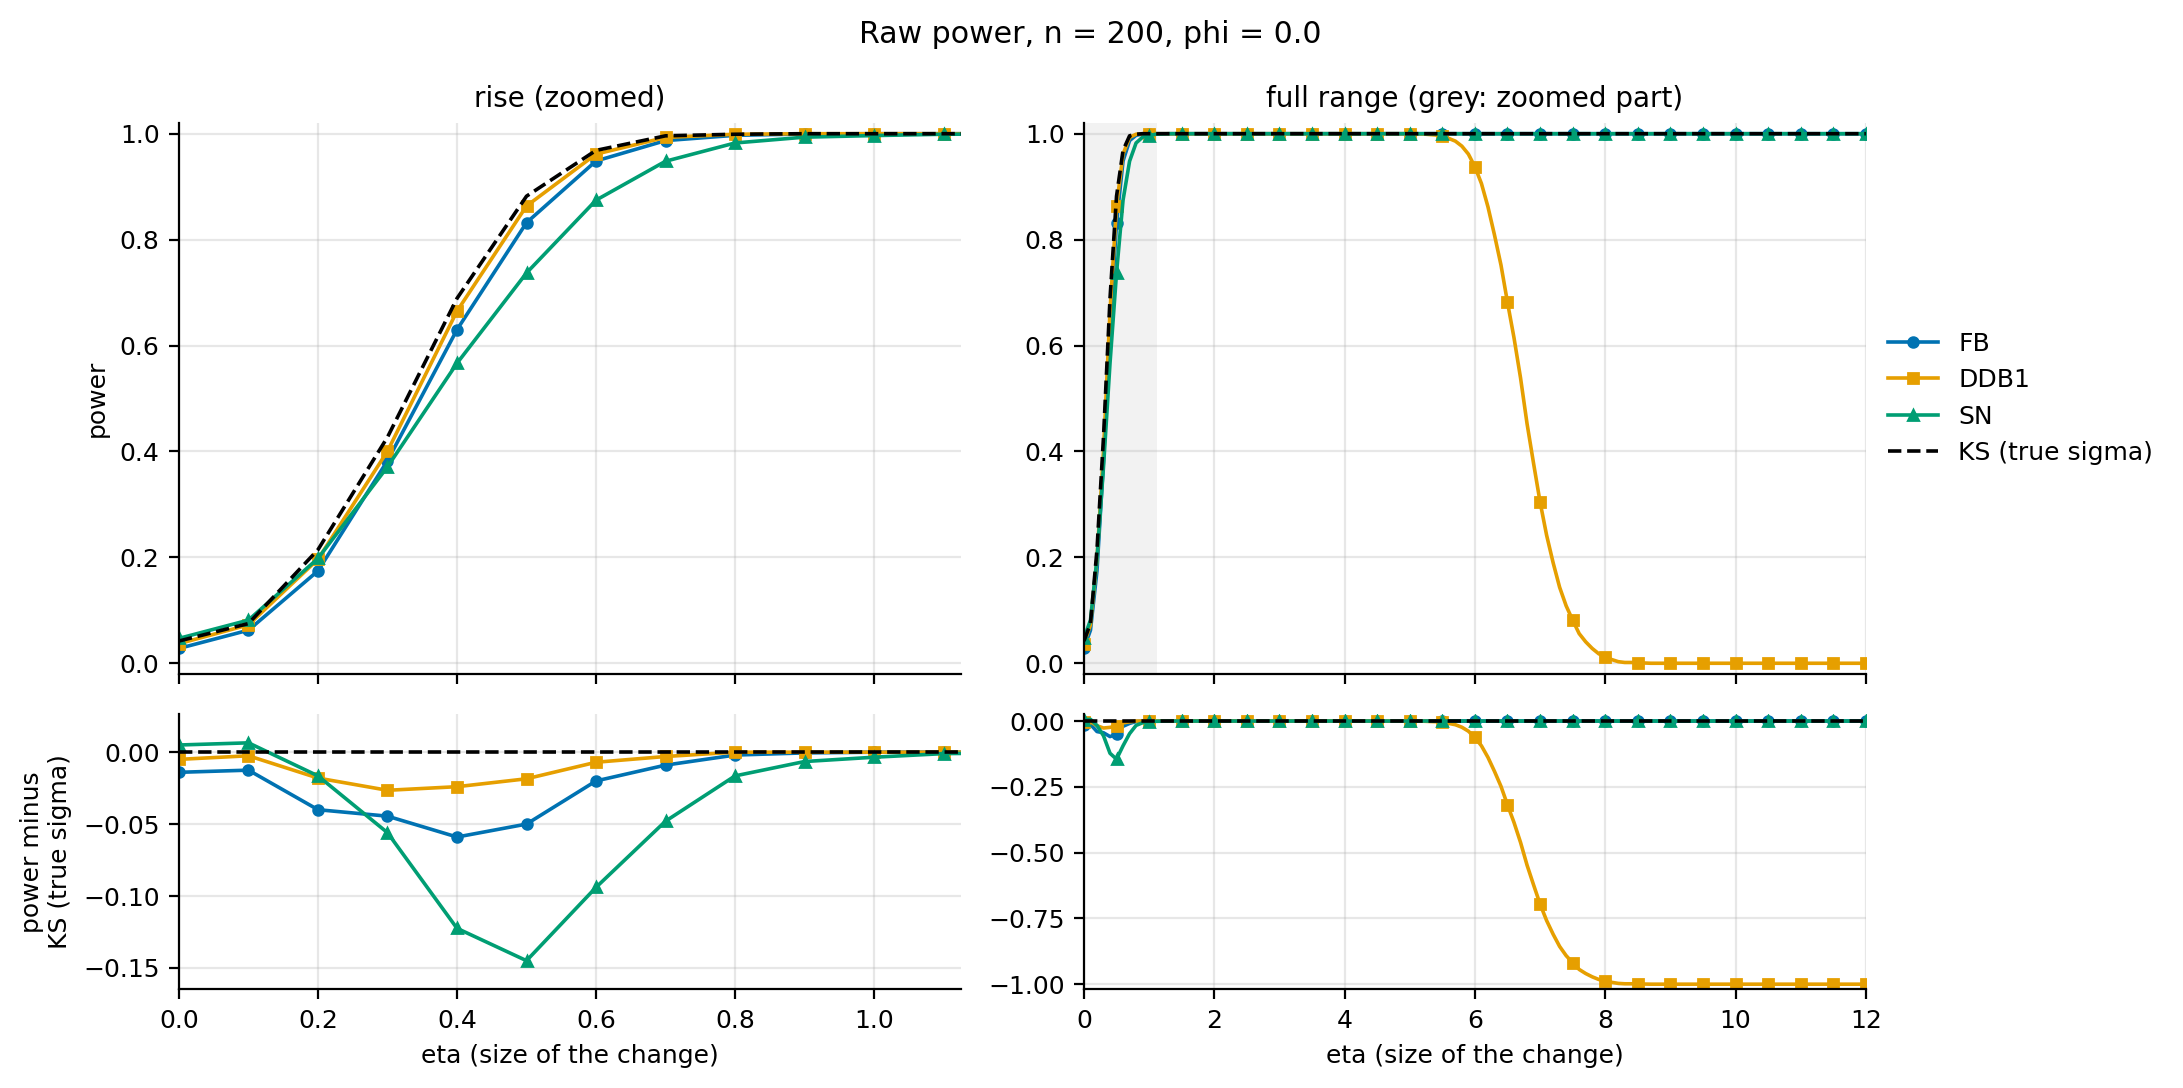 Raw power, n = 200, phi = 0.0
rise (zoomed)
1.0
0.8
0.6
0.4
0.2
0.0
power
full range (grey: zoomed part)
1.0
0.8
0.6
0.4
0.2
0.0
FB
DDB1
SN
KS (true sigma)
0.00
−0.05
−0.10
−0.15
power minus
KS (true sigma)
0.0 0.2 0.4 0.6 0.8 1.0
eta (size of the change)
0.00
−0.25
−0.50
−0.75
−1.00
0 2 4 6 8 10 12
eta (size of the change)